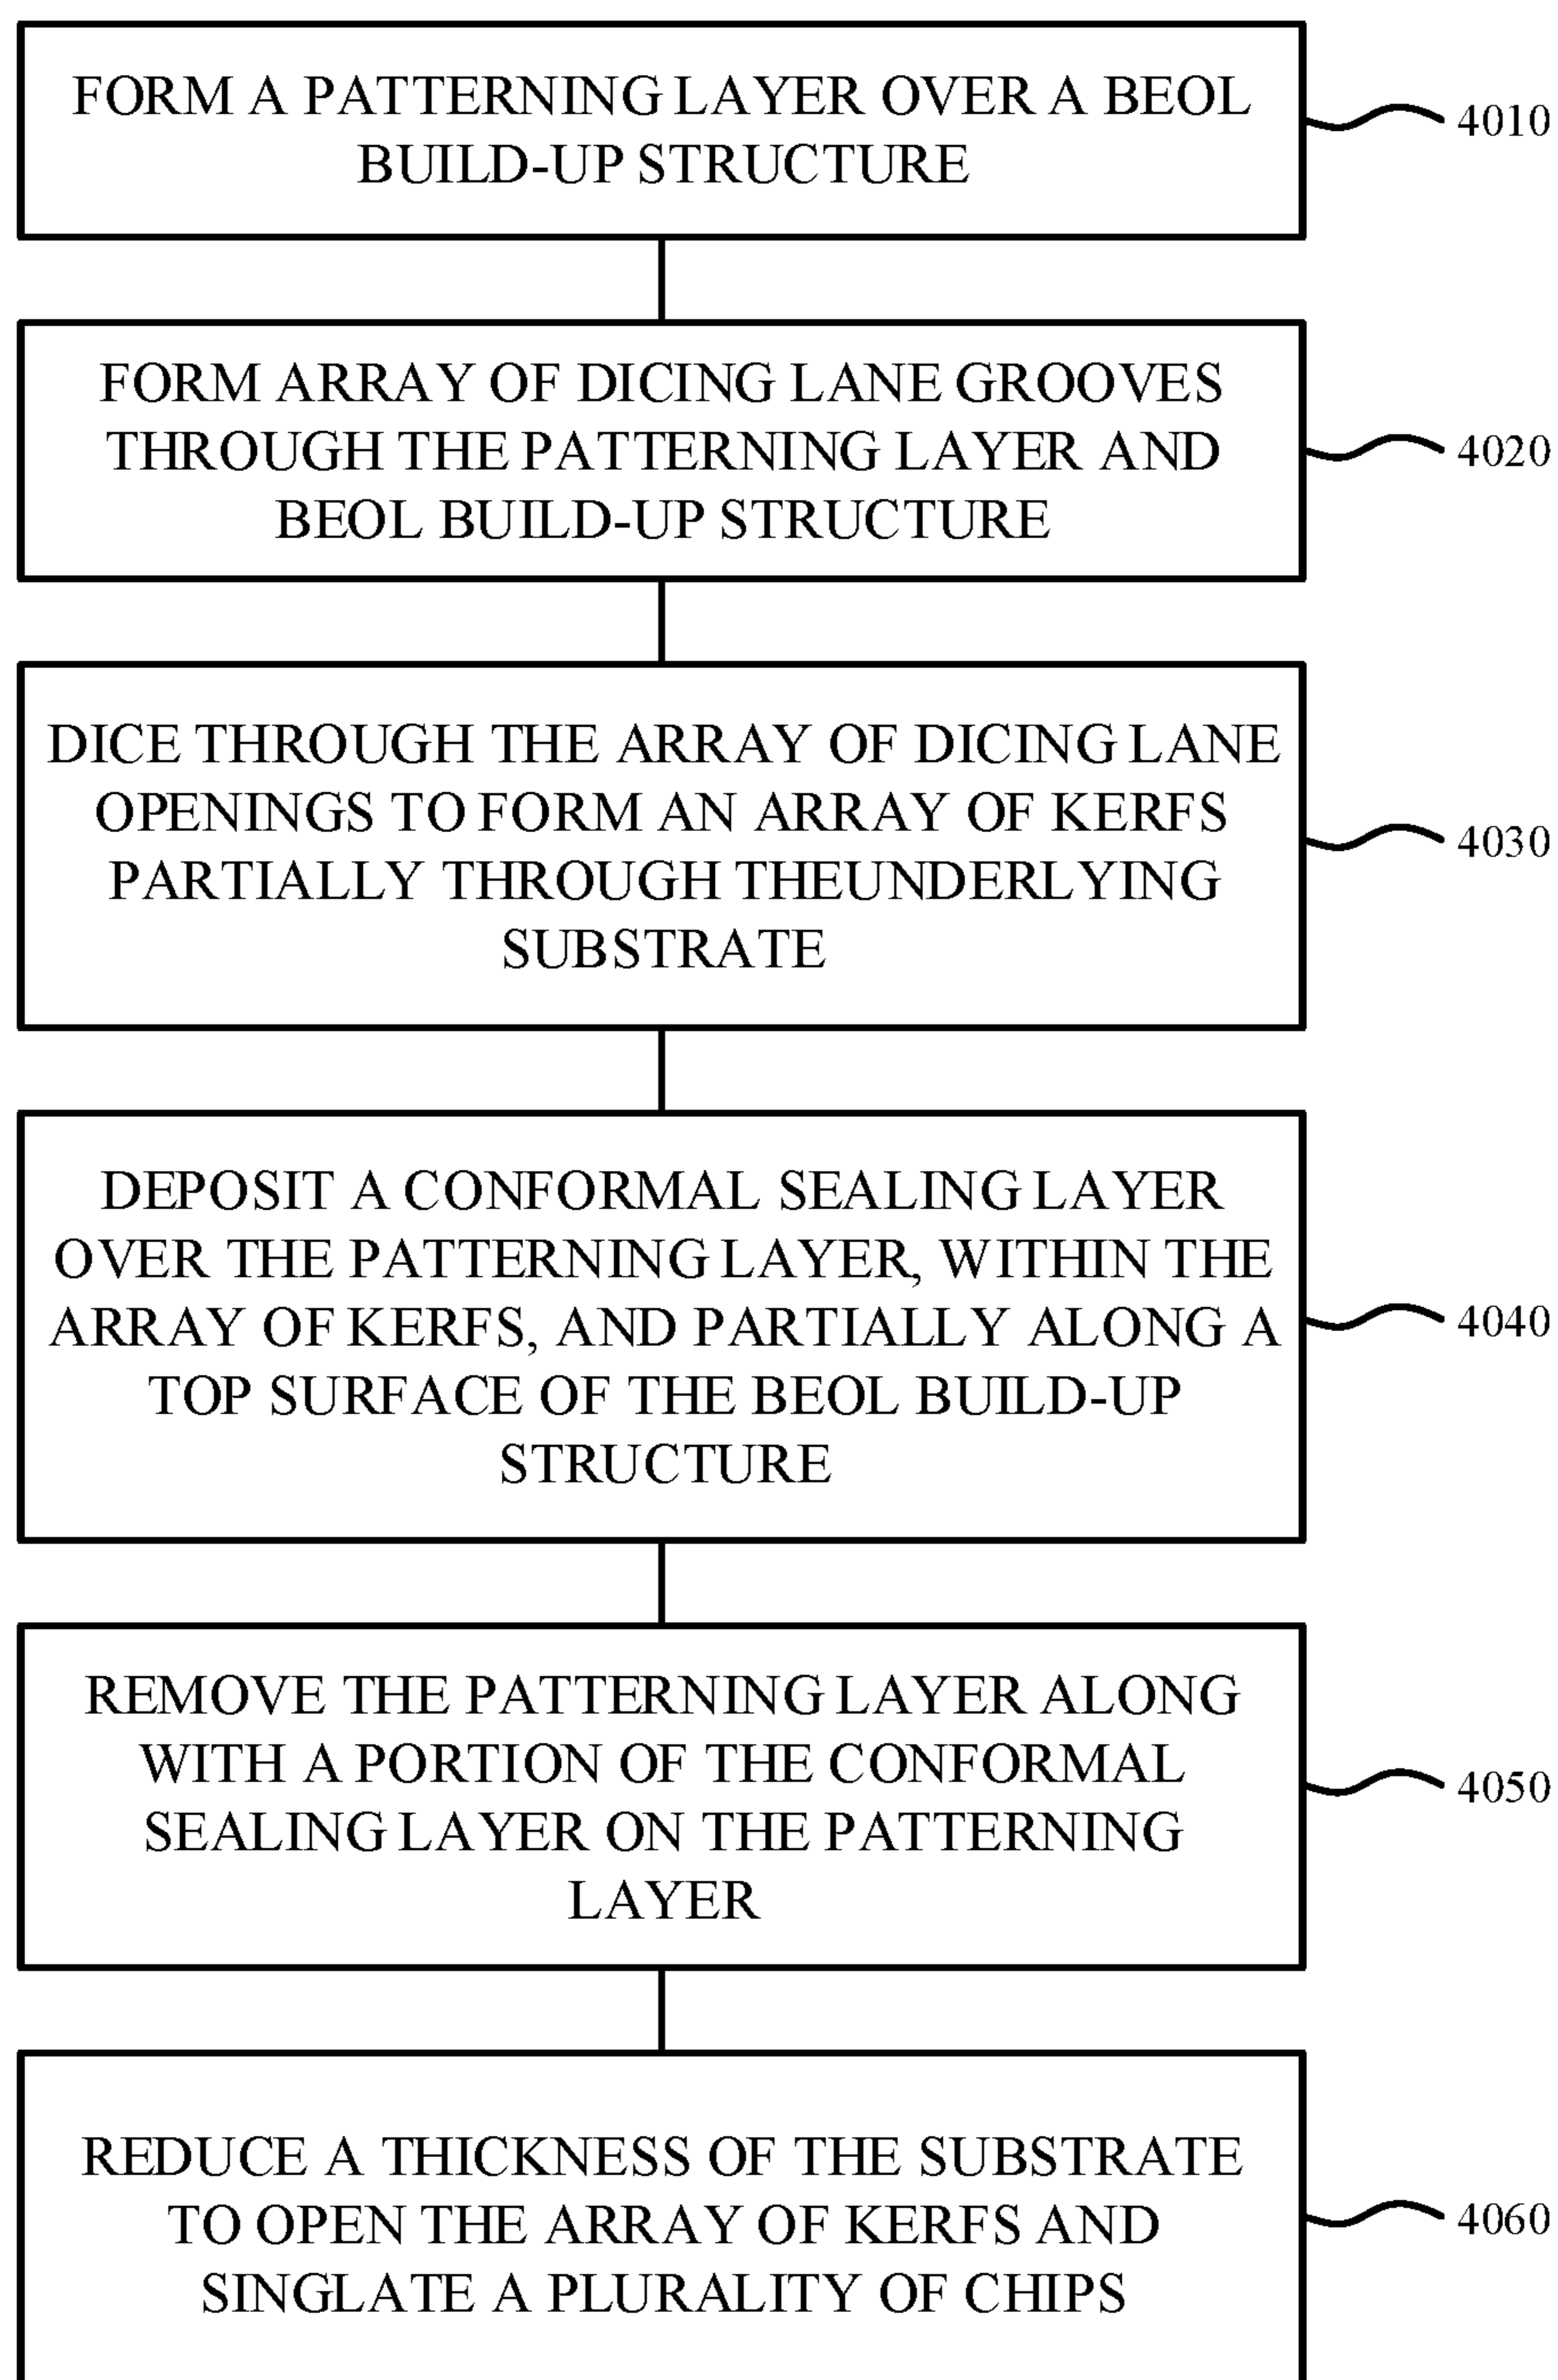 FORM A PATTERNING LAYER OVER A BEOL
BUILD-UP STRUCTURE
4010
FORM ARRAY OF DICING LANE GROOVES
THROUGH THE PATTERNING LAYER AND
BEOL BUILD-UP STRUCTURE
4020
DICE THROUGH THE ARRAY OF DICING LANE
OPENINGS TO FORM AN ARRAY OF KERFS
PARTIALLY THROUGH THEUNDERLYING
SUBSTRATE
4030
DEPOSIT A CONFORMAL SEALING LAYER
OVER THE PATTERNING LAYER, WITHIN THE
ARRAY OF KERFS, AND PARTIALLY ALONG A
TOP SURFACE OF THE BEOL BUILD-UP
STRUCTURE
4040
REMOVE THE PATTERNING LAYER ALONG
WITH A PORTION OF THE CONFORMAL
SEALING LAYER ON THE PATTERNING
LAYER
4050
REDUCE A THICKNESS OF THE SUBSTRATE
TO OPEN THE ARRAY OF KERFS AND
SINGLATE A PLURALITY OF CHIPS
4060